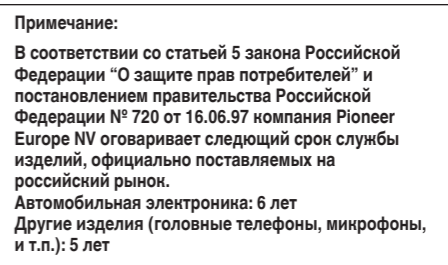 Примечание:
В соответствии со статьей 5 закона Российской
Федерации “О защите прав потребителей” и
постановлением правительства Российской
Федерации № 720 от 16.06.97 компания Pioneer
Europe NV оговаривает следющий срок службы
изделий, официально поставляемых на
российский рынок.
Автомобильная электроника: 6 лет
Другие изделия (головные телефоны, микрофоны,
и т.п.): 5 лет